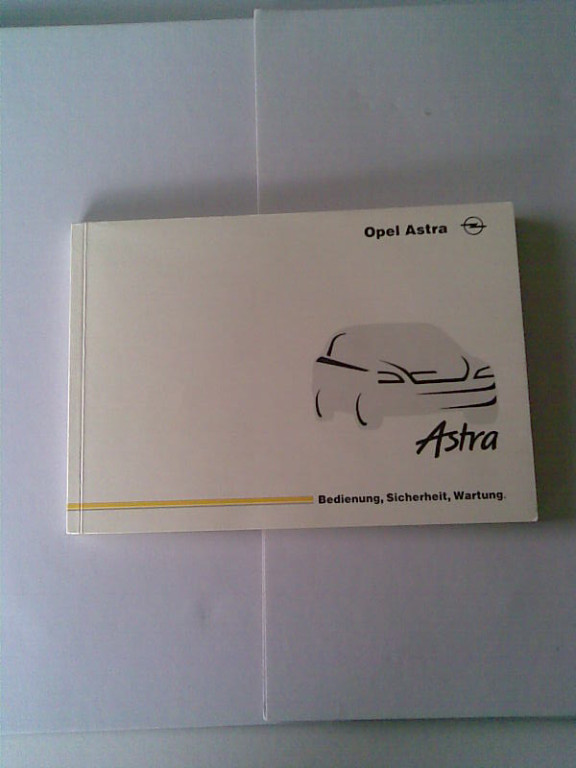 Opel Astra
Astra
Bedienung, Sicherheit, Wartung.